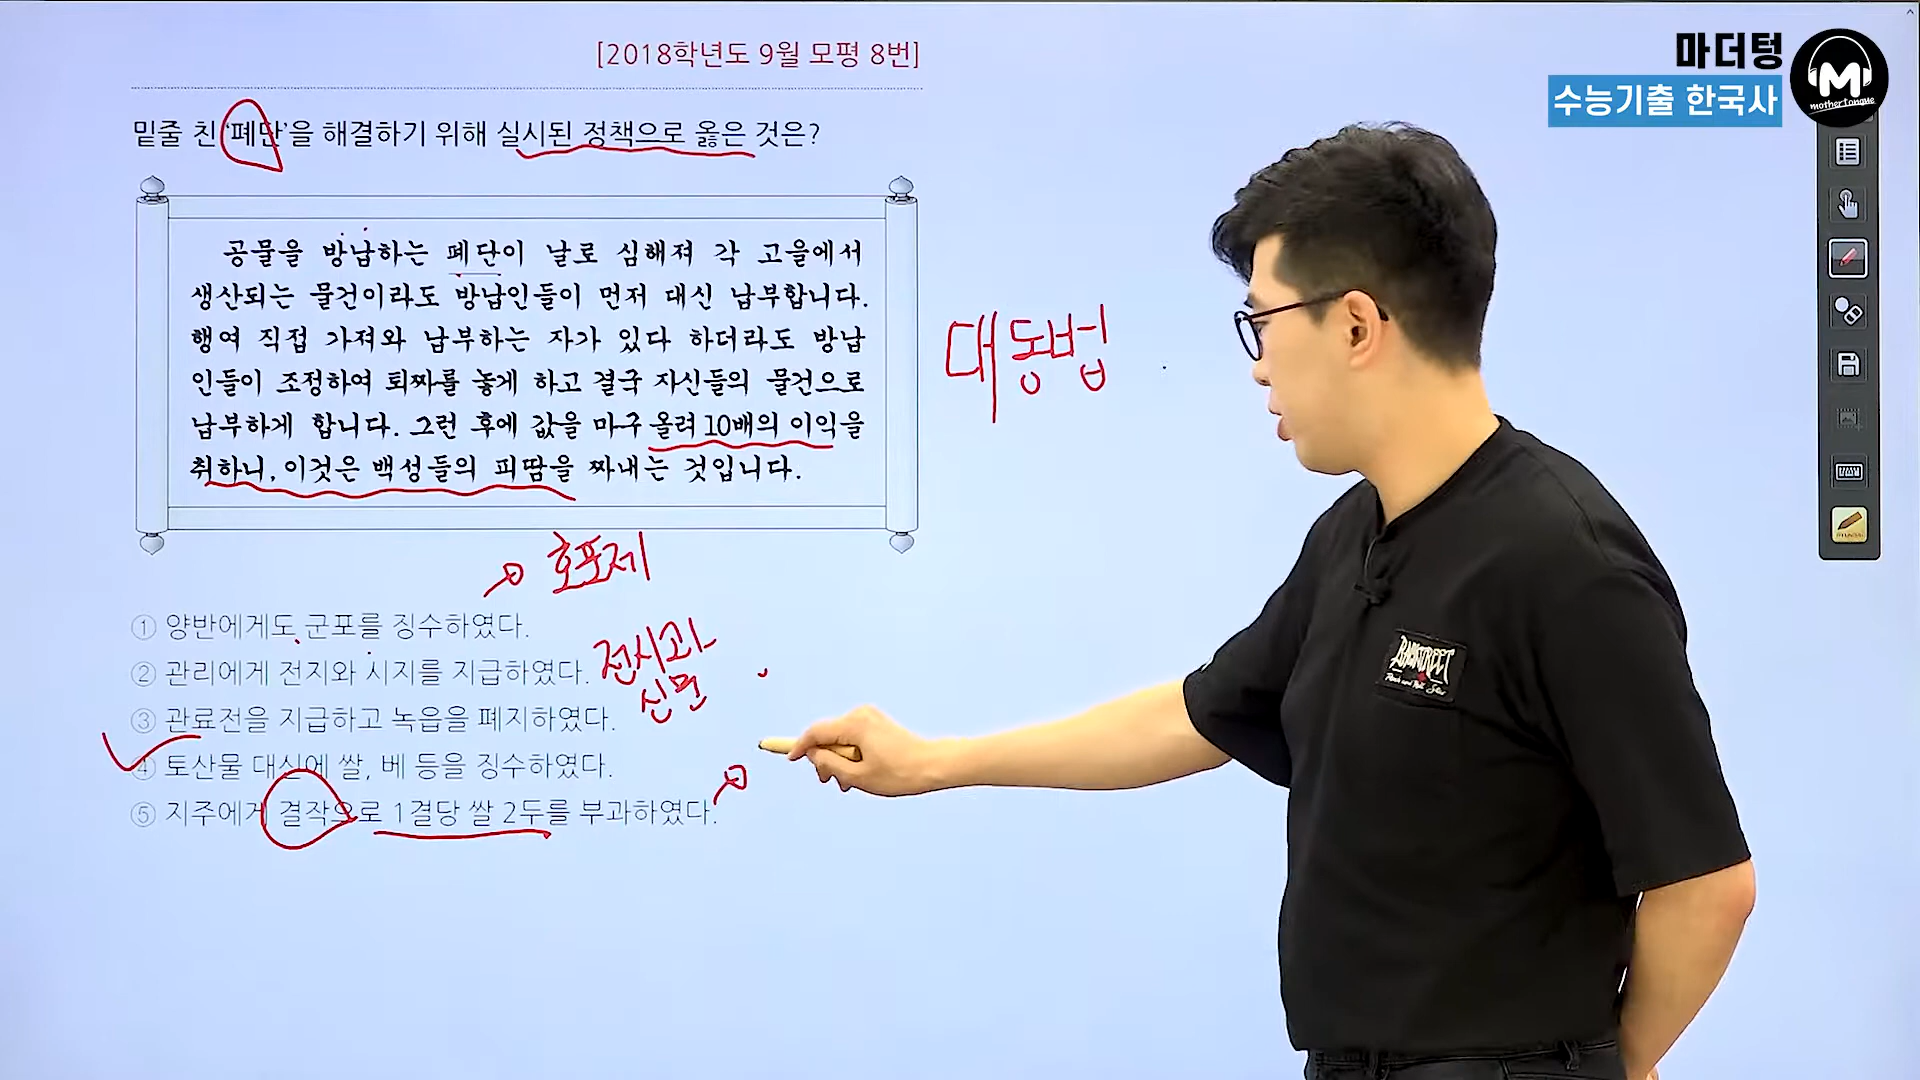 [2018학년도 9월 모평 8번]
마더텅
수능기출 한국사
mothertongue
밑줄 친 '폐단'을 해결하기 위해 실시된 정책으로 옳은 것은?
공물을 방납하는 폐단이 날로 심해져 각 고을에서
생산되는 물건이라도 방납인들이 먼저 대신 납부합니다.
행여 직접 가져와 납부하는 자가 있다 하더라도 방납
인들이 조정하여 퇴짜를 놓게 하고 결국 자신들의 물건으로
납부하게 합니다. 그런 후에 값을 마구 올려 10배의 이익을
취하니, 이것은 백성들의 피땀을 짜내는 것입니다.
대동법
호포제
① 양반에게도 군포를 징수하였다.
② 관리에게 전지와 시지를 지급하였다.
전시과
③ 관료전을 지급하고 녹읍을 폐지하였다.
신문
④ 토산물 대신에 쌀, 베 등을 징수하였다.
⑤ 지주에게 결작으로 1결당 쌀 2두를 부과하였다.